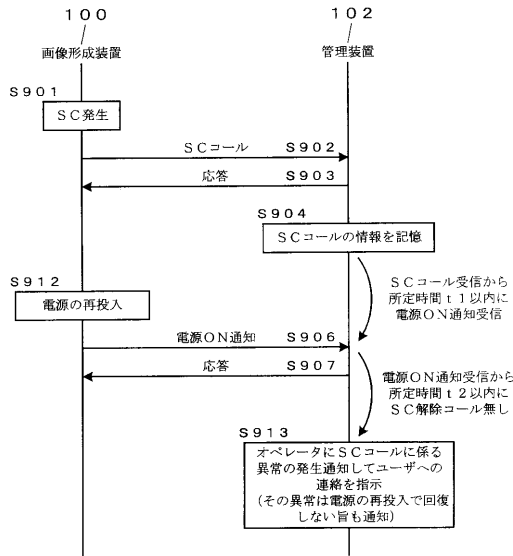 100
102
画像形成装置
管理装置
S901
SC発生
SCコール
S902
応答
S903
S904
SCコールの情報を記憶
S912
電源の再投入
SCコール受信から
所定時間t1以内に
電源ON通知受信
電源ON通知
S906
応答
S907
電源ON通知受信から
所定時間t2以内に
SC解除コール無し
S913
オペレータにSCコールに係る
異常の発生通知してユーザへの
連絡を指示
(その異常は電源の再投入で回復
しない旨も通知)